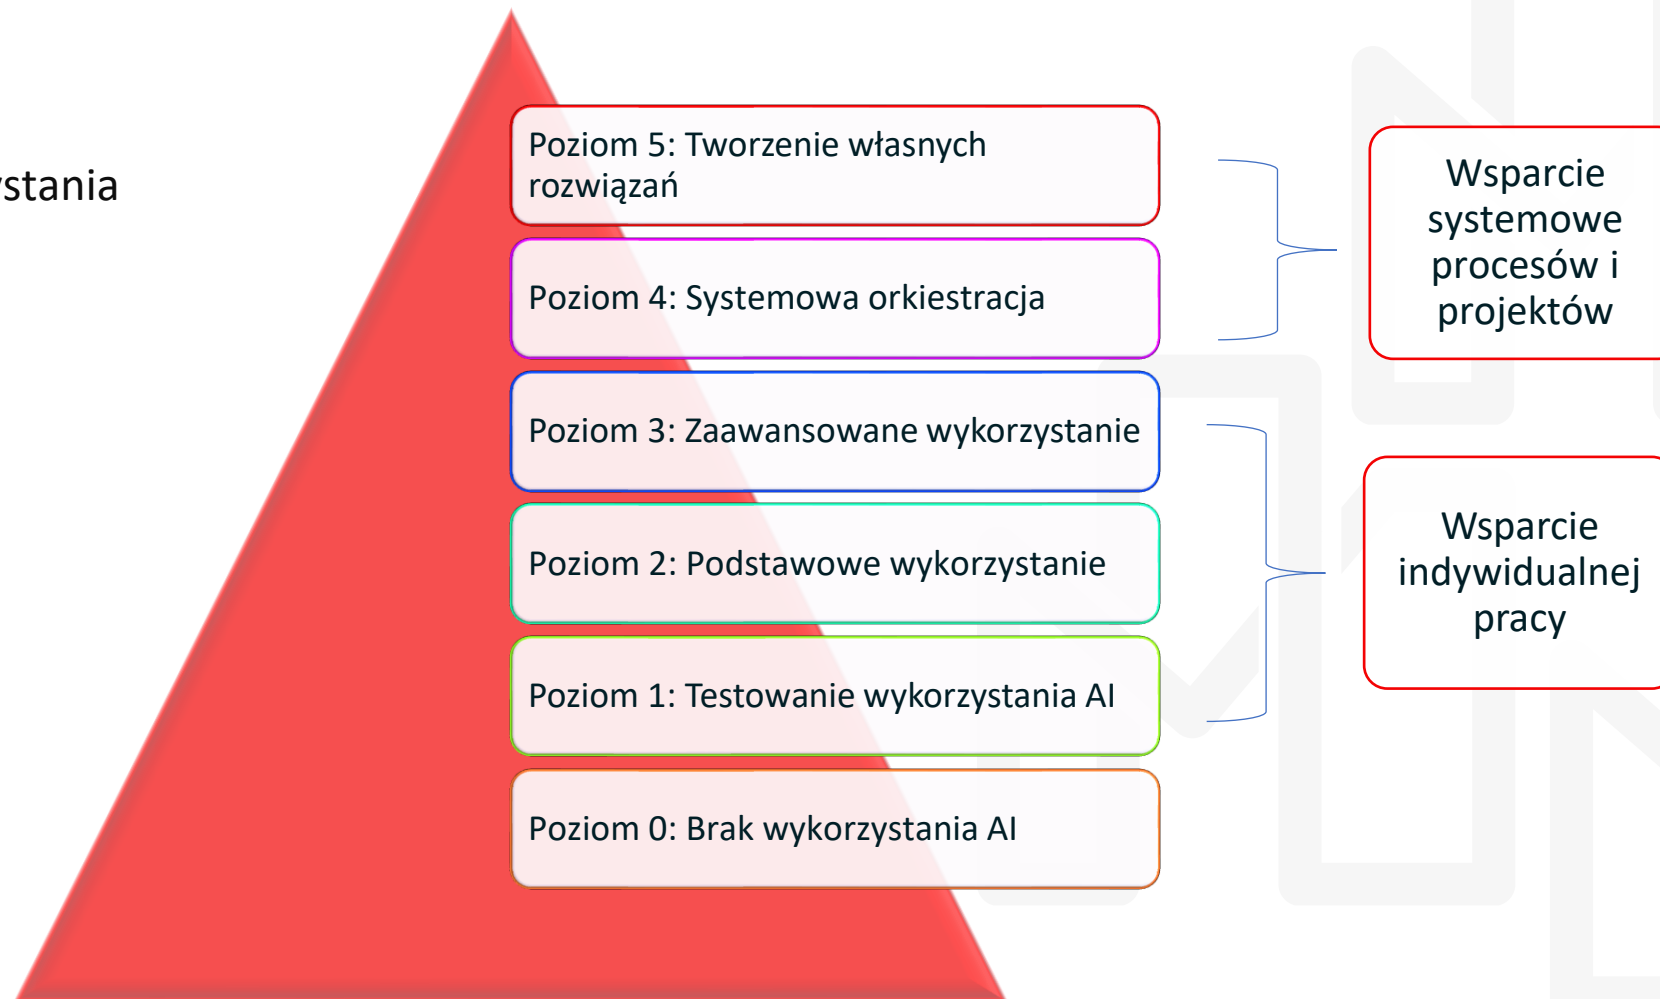 ystania
Poziom 5: Tworzenie własnych
rozwiązań
Poziom 4: Systemowa orkiestracja
Poziom 3: Zaawansowane wykorzystanie
Poziom 2: Podstawowe wykorzystanie
Poziom 1: Testowanie wykorzystania AI
Poziom 0: Brak wykorzystania AI
Wsparcie
systemowe
procesów i
projektów
Wsparcie
indywidualnej
pracy